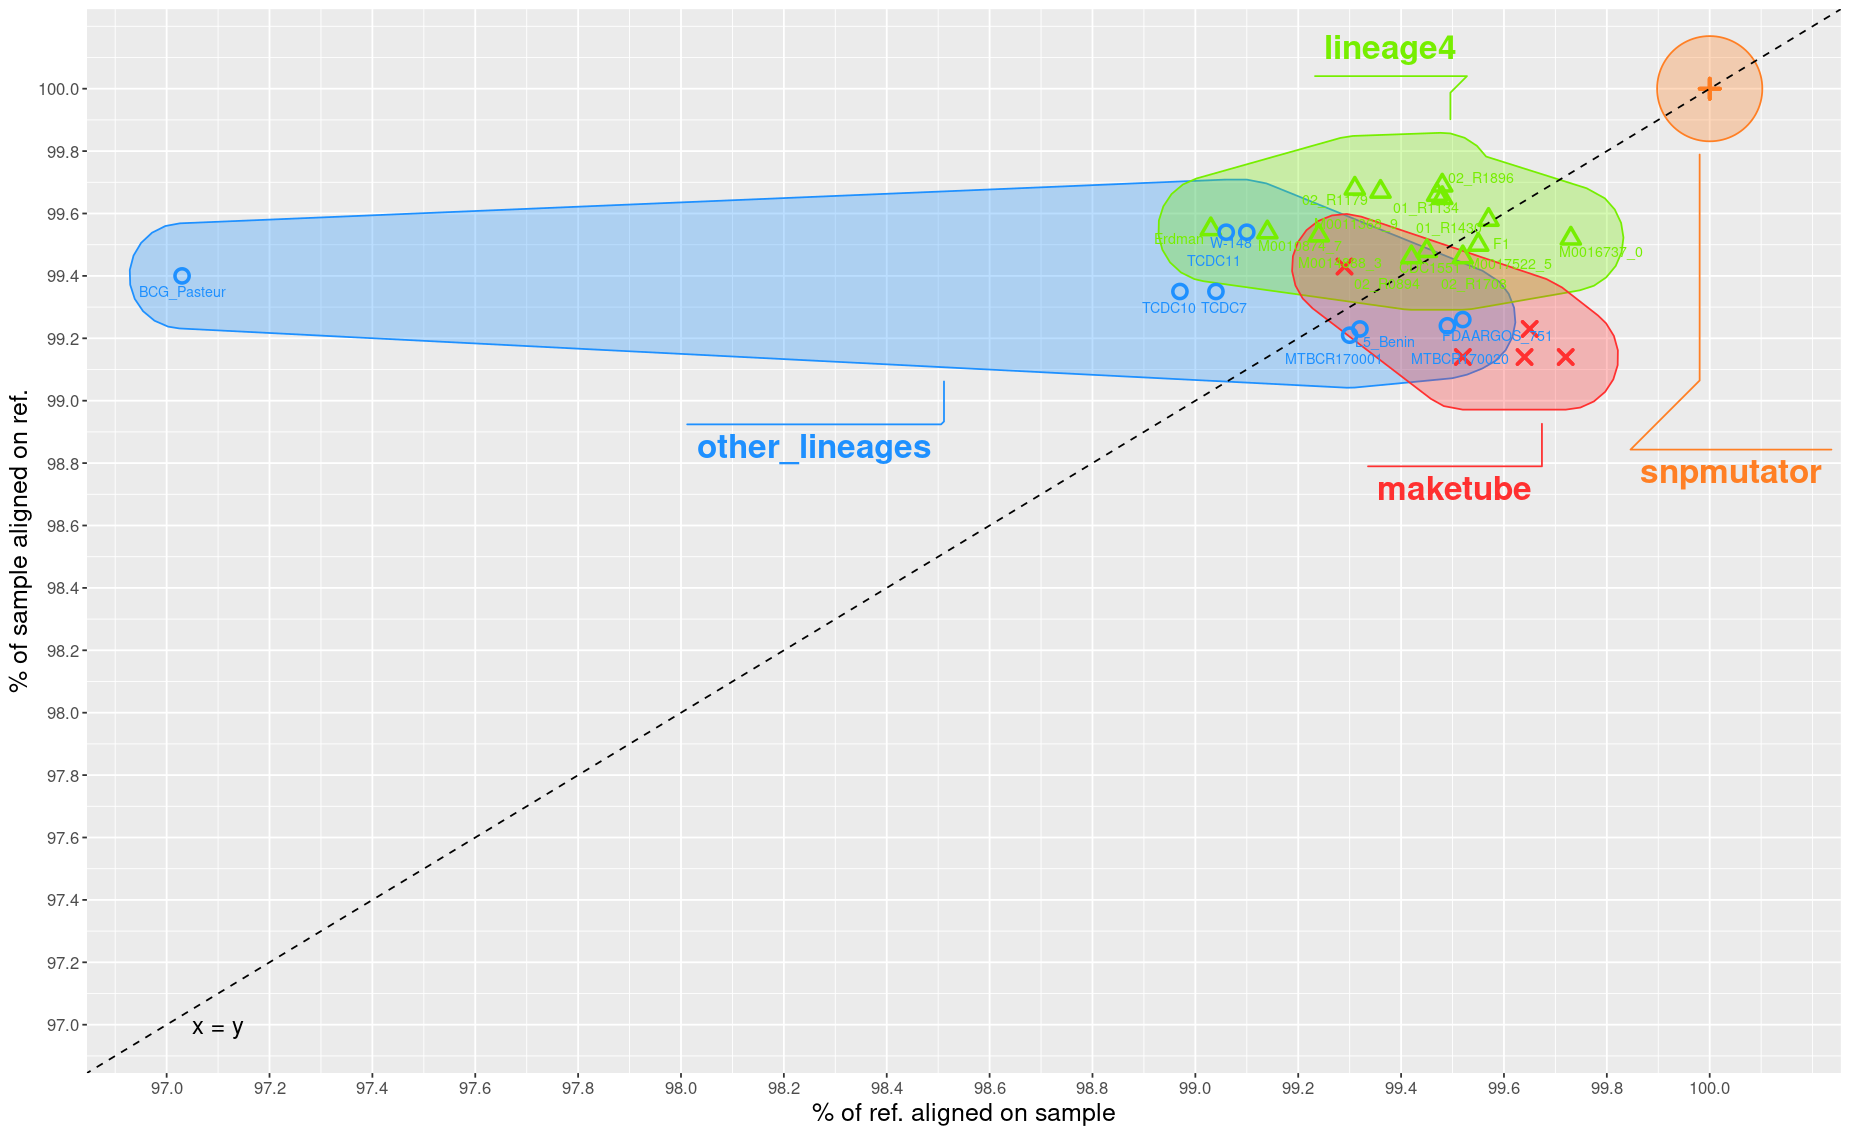 lineage4
100.0
99.8
99.6
99.4
99.2
99.0
98.8
98.6
98.4
98.2
98.0
97.8
97.6
97.4
97.2
97.0
02_R1896
02_R1179
01_R1134
01_R1430
Erdman
W-148
F1
M0016737_0
TCDC11
M0017522_5
BCG_Pasteur
TCDC10
TCDC7
L5_Benin
MTBCR170001
MTBCR170020
other_lineages
maketube
snpmutator
x = y
97.0
97.2
97.4
97.6
97.8
98.0
98.2
98.4
98.6
98.8
99.0
99.2
99.4
99.6
99.8
100.0
% of ref. aligned on sample
% of sample aligned on ref.